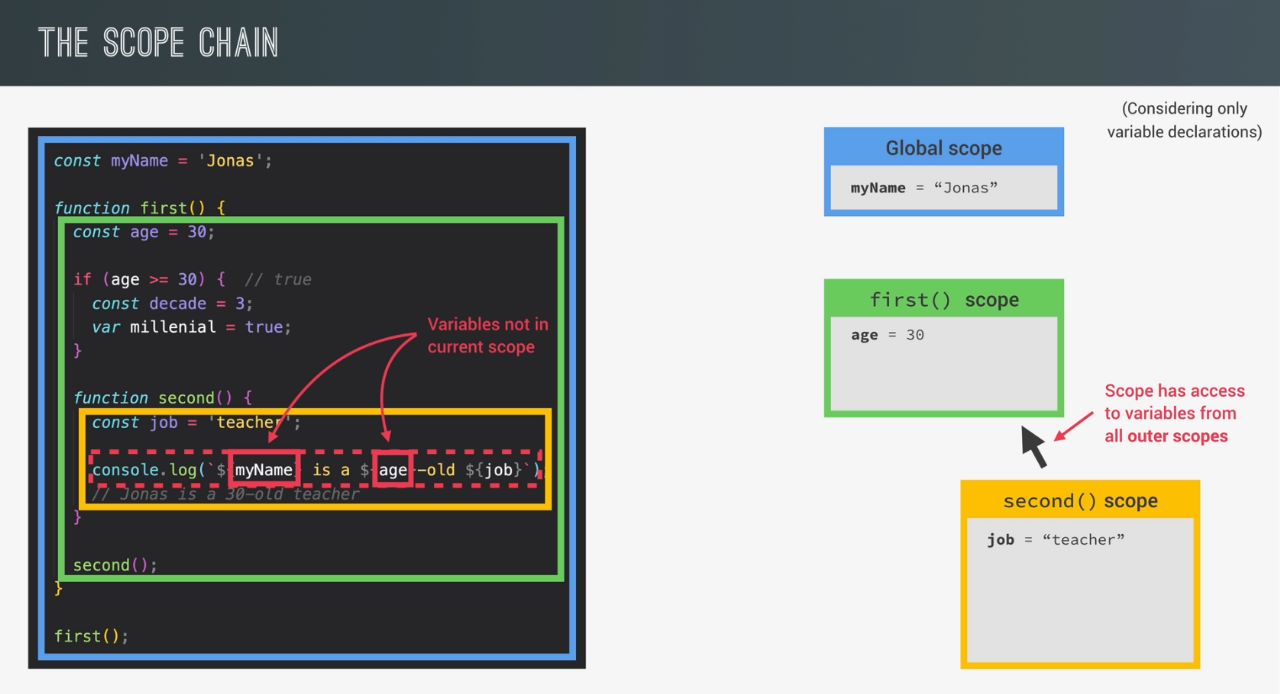 THE SCOPE CHAIN
(Considering only
variable declarations)
const myName = 'Jonas';
function first() {
const age = 30;
if (age >= 30) { // true
const decade = 3;
var millenial = true;
}
function second() {
const job = 'teacher';
console.log(`${myName} is a ${age}-old ${job}`)
// Jonas is a 30-old teacher
}
second();
}
first();
Variables not in
current scope
Global scope
myName = “Jonas”
first() scope
age = 30
Scope has access
to variables from
all outer scopes
second() scope
job = “teacher”